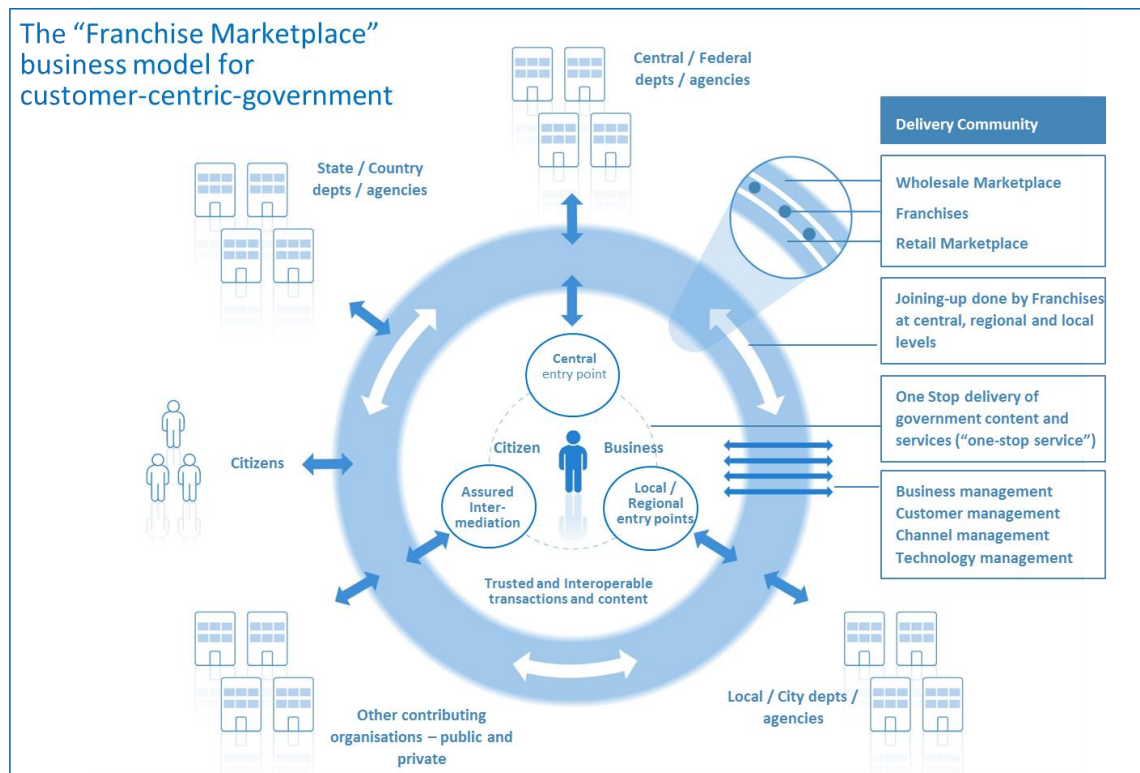 The “Franchise Marketplace”
business model for
customer-centric-government
Central / Federal
depts / agencies
State / Country
depts / agencies
Delivery Community
Wholesale Marketplace
Franchises
Retail Marketplace
Joining-up done by Franchises
at central, regional and local
levels
Central
entry point
One Stop delivery of
government content and
services (“one-stop service”)
Citizens
Citizen
Business
Assured
Inter-
mediation
Local /
Regional
entry points
Business management
Customer management
Channel management
Technology management
Trusted and Interoperable
transactions and content
Other contributing
organisations – public and
private
Local / City depts /
agencies